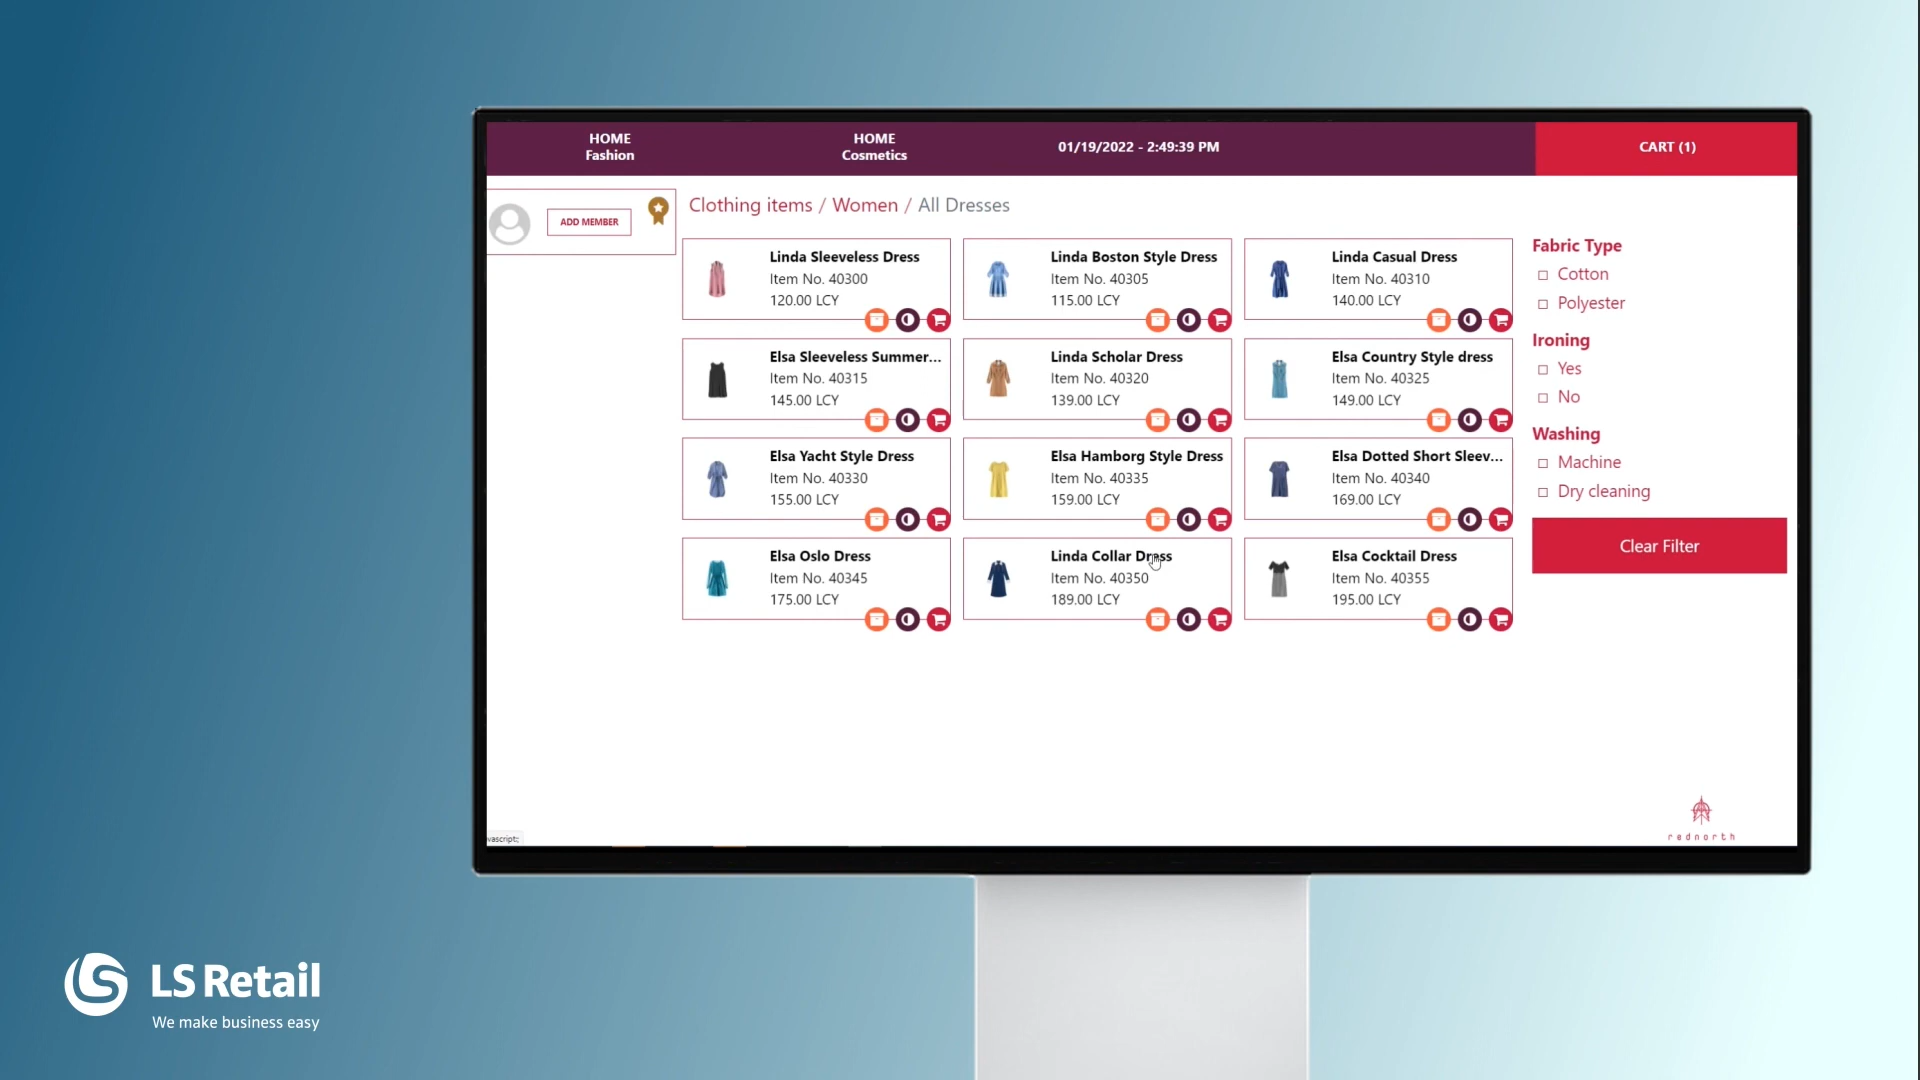 HOME
Fashion
HOME
Cosmetics
01/19/2022 - 2:49:39 PM
CART (1)
ADD MEMBER
Clothing items / Women / All Dresses
Linda Sleeveless Dress
Item No. 40300
120.00 LCY
Linda Boston Style Dress
Item No. 40305
115.00 LCY
Linda Casual Dress
Item No. 40310
140.00 LCY
Elsa Sleeveless Summer...
Item No. 40315
145.00 LCY
Linda Scholar Dress
Item No. 40320
139.00 LCY
Elsa Country Style dress
Item No. 40325
149.00 LCY
Elsa Yacht Style Dress
Item No. 40330
155.00 LCY
Elsa Hamborg Style Dress
Item No. 40335
159.00 LCY
Elsa Dotted Short Sleev...
Item No. 40340
169.00 LCY
Elsa Oslo Dress
Item No. 40345
175.00 LCY
Linda Collar Dress
Item No. 40350
189.00 LCY
Elsa Cocktail Dress
Item No. 40355
195.00 LCY
Fabric Type
Cotton
Polyester
Ironing
Yes
No
Washing
Machine
Dry cleaning
Clear Filter
rednorth
vascript:;
LS Retail
We make business easy